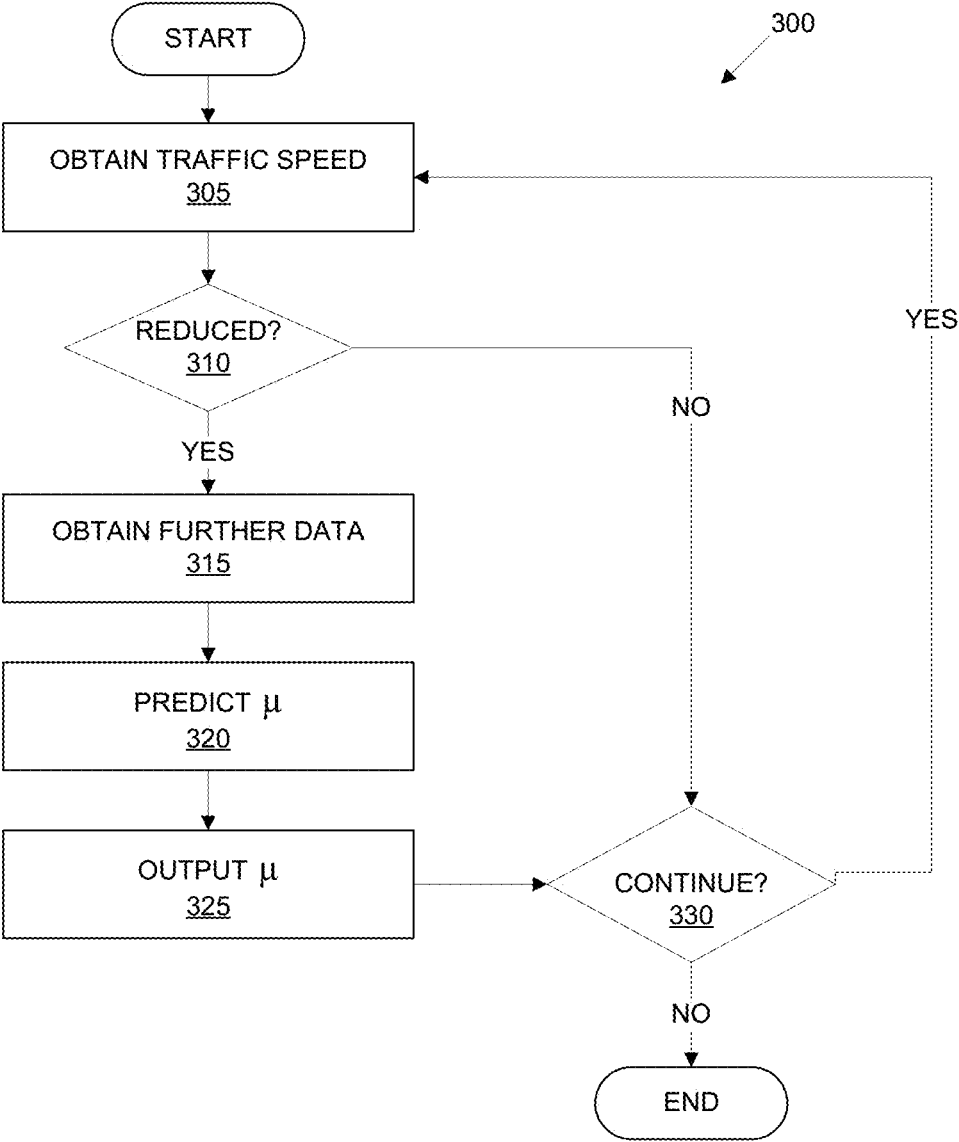 START
300
OBTAIN TRAFFIC SPEED
305
REDUCED?
310
YES
NO
YES
OBTAIN FURTHER DATA
315
PREDICT μ
320
OUTPUT μ
325
CONTINUE?
330
NO
END